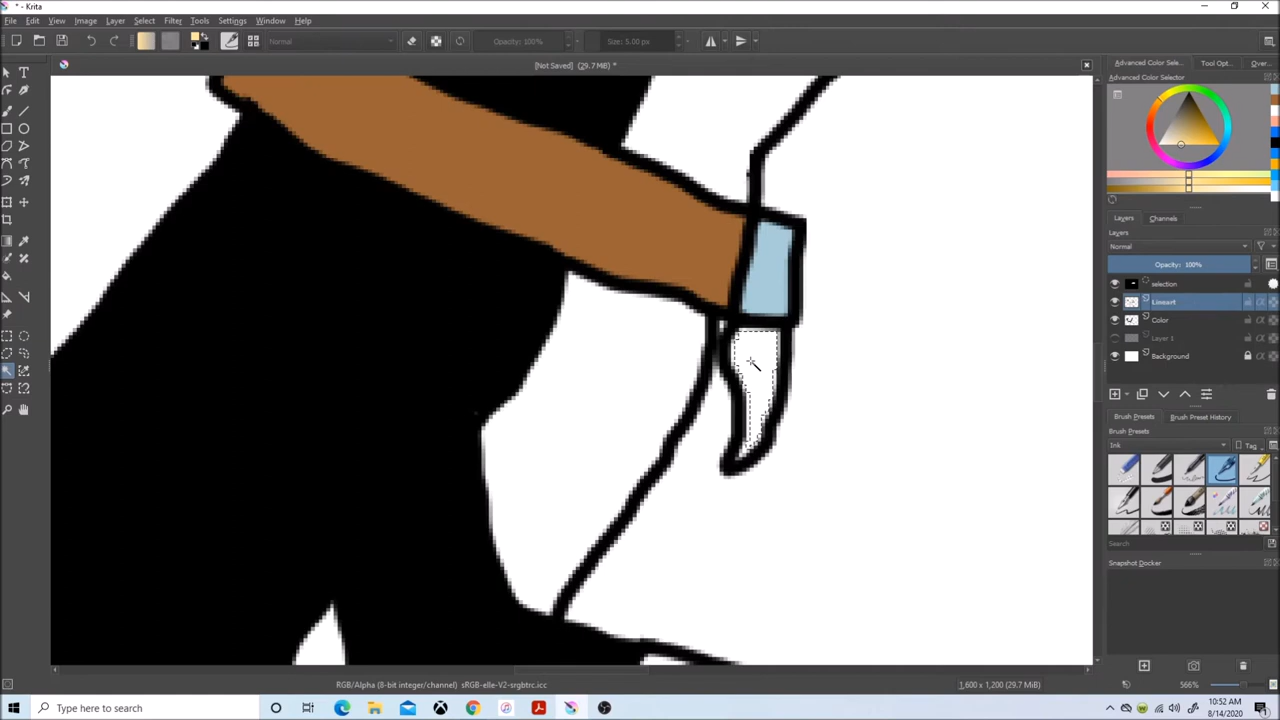 * - Krita
File Edit View Image Layer Select Filter Tools Settings Window Help
Normal Opacity: 100% Size: 5.00 px
[Not Saved] (29.7 MiB) *
Advanced Color Sele... Tool Opt... Over...
Advanced Color Selector
Layers Channels
Layers
Normal
Opacity: 100%
selection
Lineart
Color
Layer 1
Background
Brush Presets Brush Preset History
Brush Presets
Ink Tag
Search
Snapshot Docker
RGB/Alpha (8-bit integer/channel) sRGB-elle-V2-srgbtrc.icc 1,600 x 1,200 (29.7 MiB) 566%
Type here to search
10:52 AM
8/14/2020